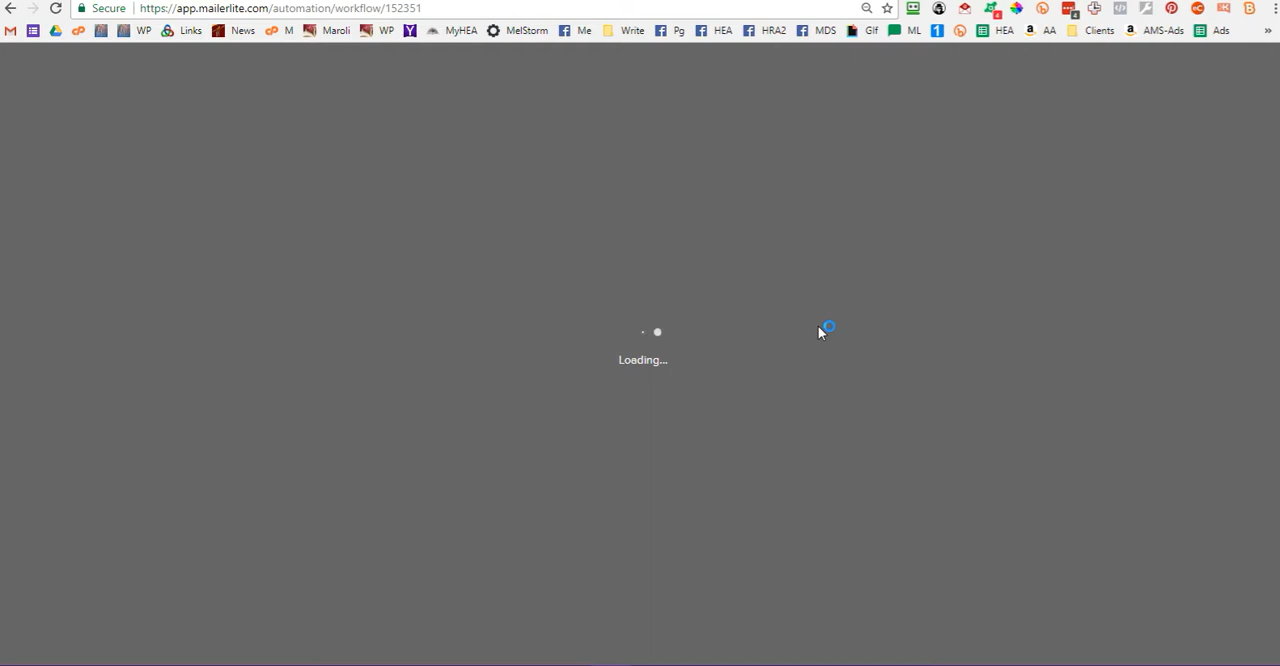 Secure https://app.mailerlite.com/automation/workflow/152351
WP Links News M Maroli WP MyHEA MelStorm Me Write Pg HEA HRA2 MDS Glf ML HEA AA Clients AMS-Ads Ads »
Loading...